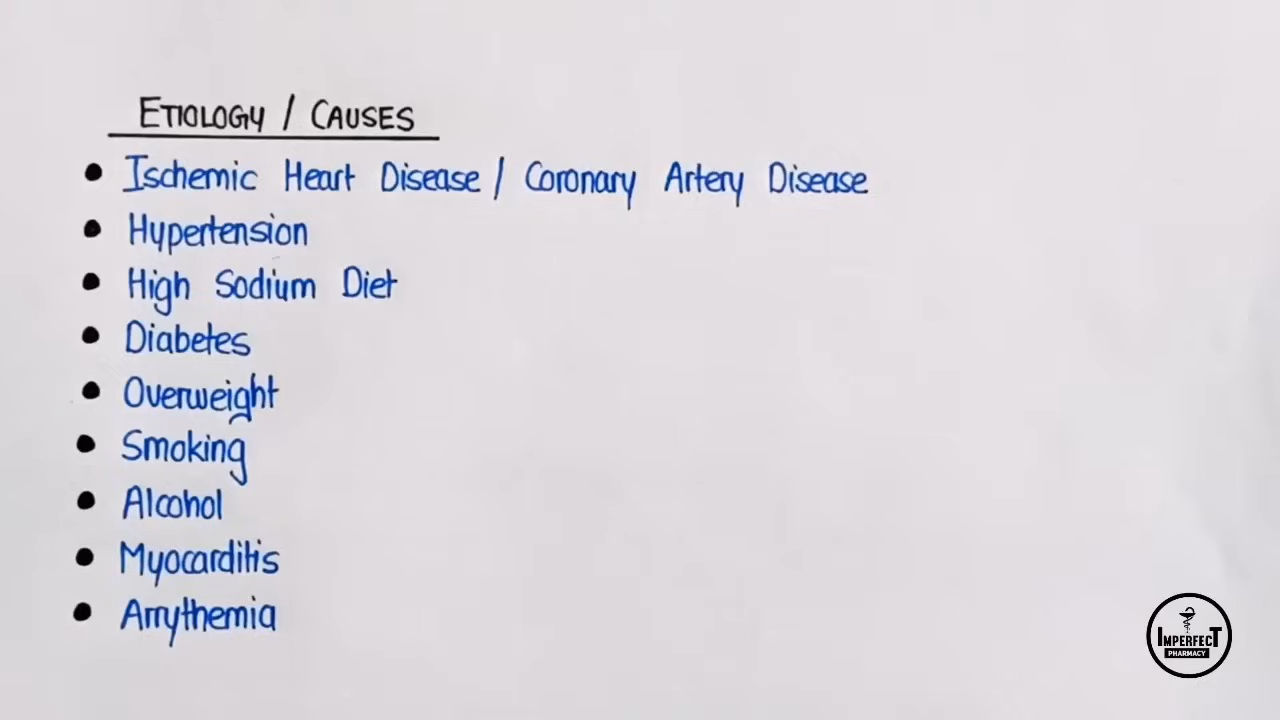 ETIOLOGY / CAUSES
• Ischemic Heart Disease / Coronary Artery Disease
• Hypertension
• High Sodium Diet
• Diabetes
• Overweight
• Smoking
• Alcohol
• Myocarditis
• Arrythemia
IMPERFECT
PHARMACY